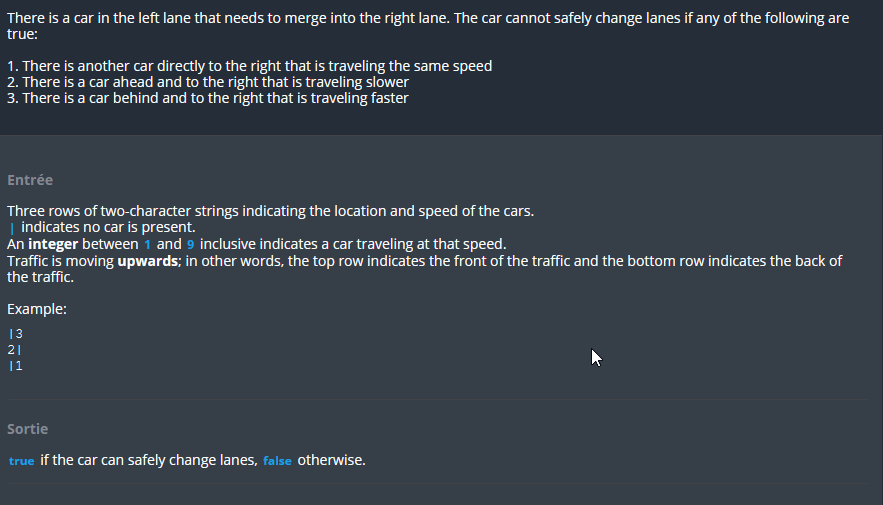 There is a car in the left lane that needs to merge into the right lane. The car cannot safely change lanes if any of the following are
true:
1. There is another car directly to the right that is traveling the same speed
2. There is a car ahead and to the right that is traveling slower
3. There is a car behind and to the right that is traveling faster
Entrée
Three rows of two-character strings indicating the location and speed of the cars.
| indicates no car is present.
An integer between 1 and 9 inclusive indicates a car traveling at that speed.
Traffic is moving upwards; in other words, the top row indicates the front of the traffic and the bottom row indicates the back of
the traffic.
Example:
|3
2|
|1
Sortie
true if the car can safely change lanes, false otherwise.